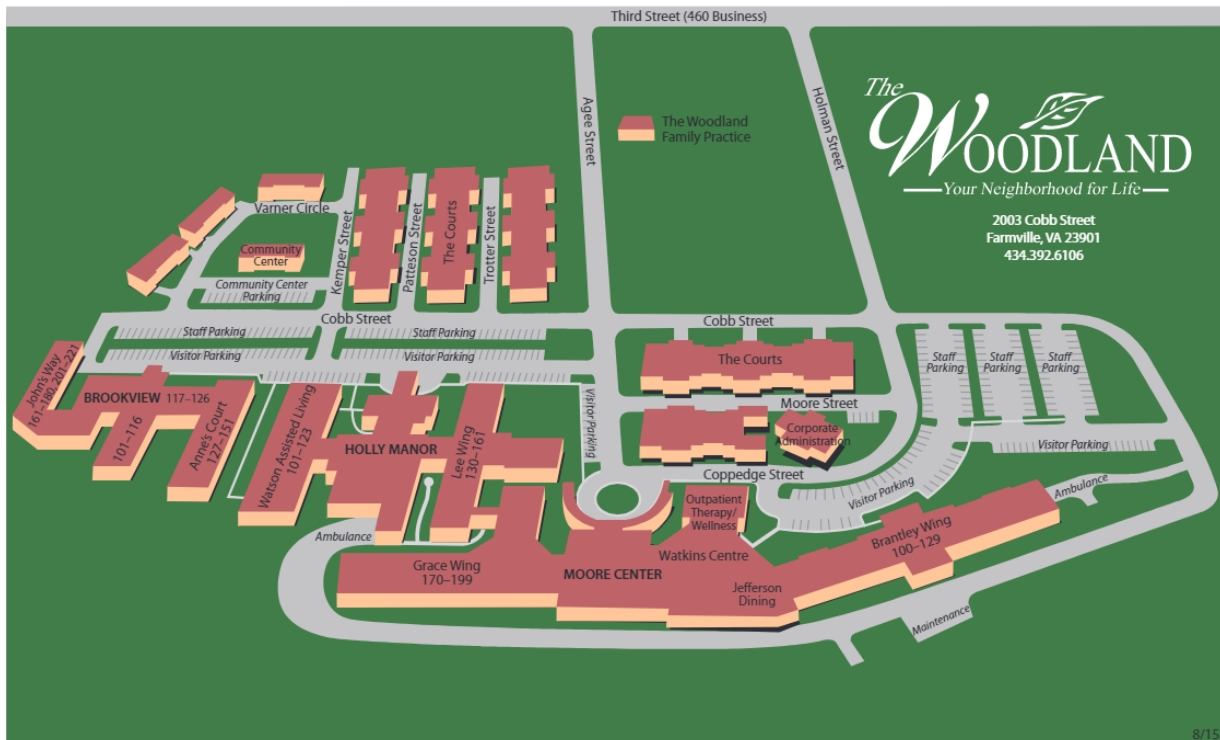 Third Street (460 Business)
Agee Street
Holman Street
The Woodland
Family Practice
The
WOODLAND
Your Neighborhood for Life
2003 Cobb Street
Farmville, VA 23901
434.392.6106
Varner Circle
Community
Center
Community Center
Parking
Kemper Street
Patteson Street
The Courts
Trotter Street
Cobb Street
Cobb Street
Staff Parking
Staff Parking
Visitor Parking
Visitor Parking
The Courts
Staff
Parking
Staff
Parking
Staff
Parking
Visitor Parking
John's Way
161–180, 201–221
BROOKVIEW 117–126
101–116
Anne's Court
127–151
Watson Assisted Living
101–123
HOLLY MANOR
Lee Wing
130–161
Visitor Parking
Moore Street
Corporate
Administration
Coppedge Street
Visitor Parking
Ambulance
Outpatient
Therapy/
Wellness
Ambulance
Brantley Wing
100–129
Grace Wing
170–199
MOORE CENTER
Watkins Centre
Jefferson
Dining
Maintenance
8/15